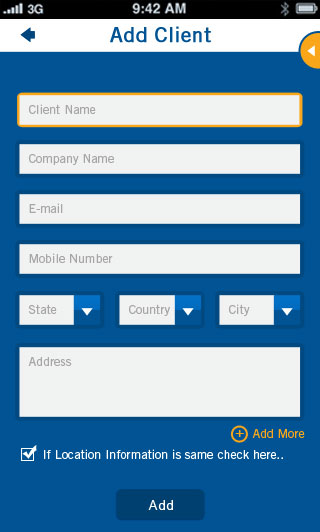 3G 9:42 AM
Add Client
Client Name
Company Name
E-mail
Mobile Number
State Country City
Address
Add More
If Location Information is same check here..
Add